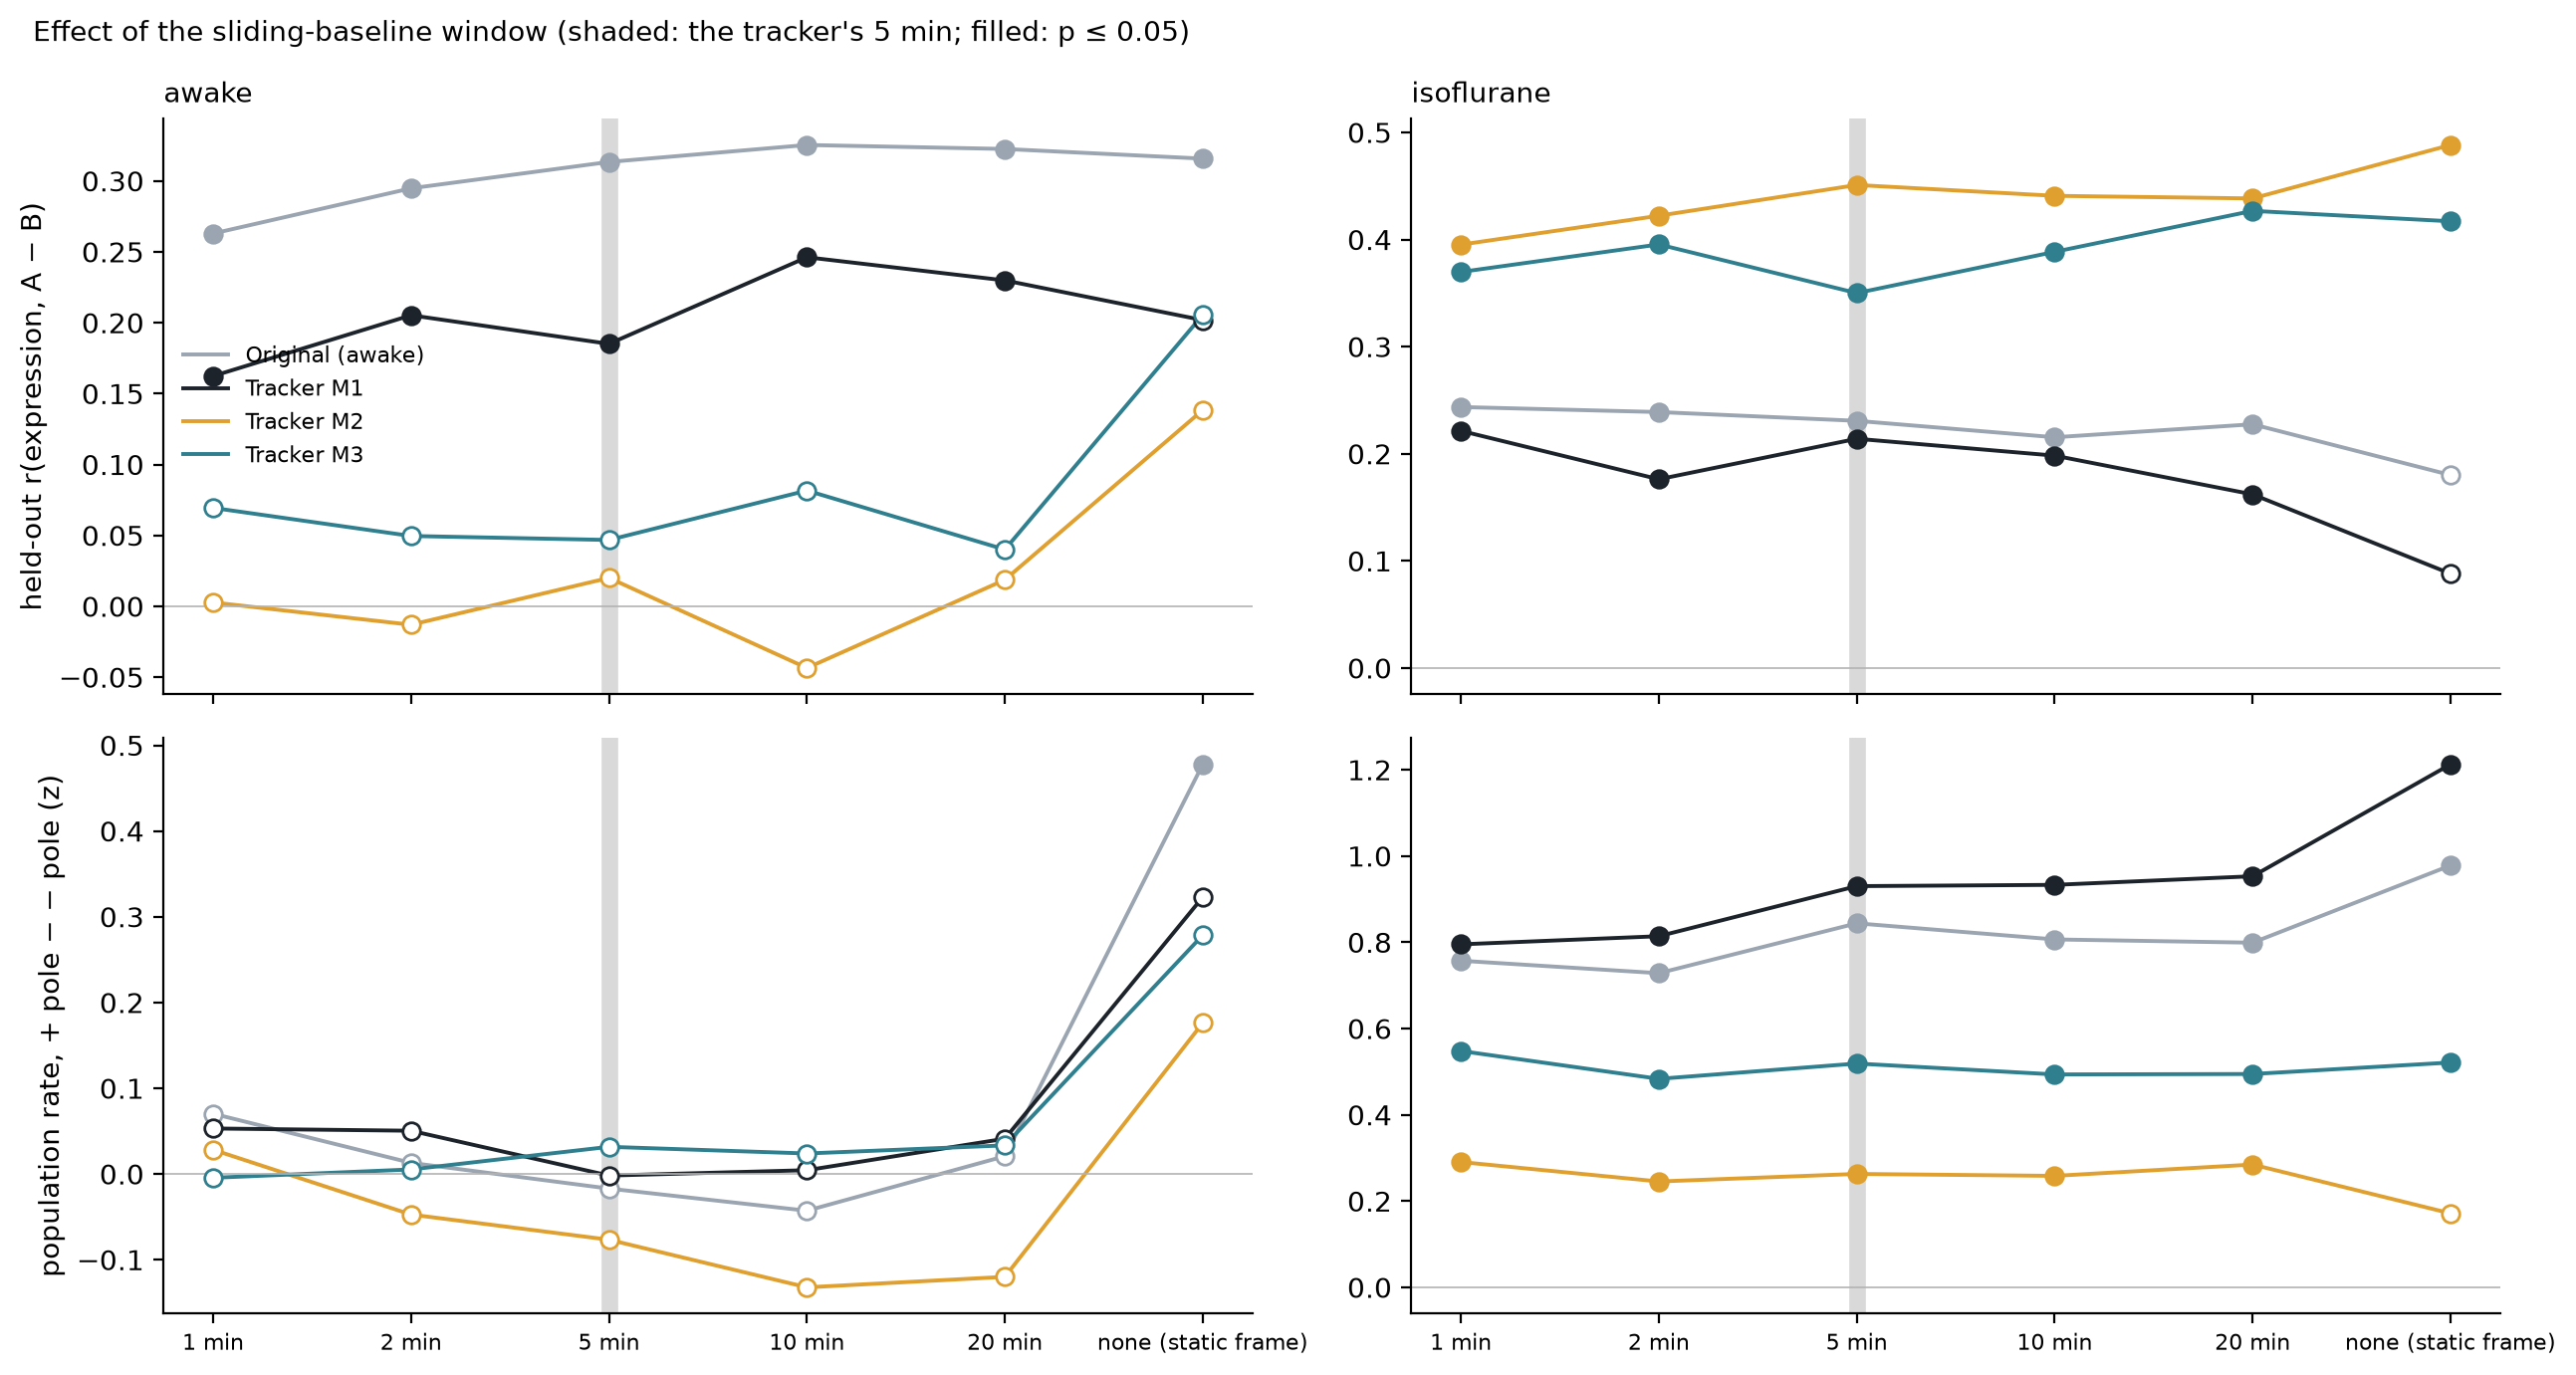 Effect of the sliding-baseline window (shaded: the tracker's 5 min; filled: p ≤ 0.05)
awake
isoflurane
held-out r(expression, A − B)
0.30
0.25
0.20
0.15
0.10
0.05
0.00
−0.05
Original (awake)
Tracker M1
Tracker M2
Tracker M3
0.5
0.4
0.3
0.2
0.1
0.0
population rate, + pole − − pole (z)
0.5
0.4
0.3
0.2
0.1
0.0
−0.1
1 min
2 min
5 min
10 min
20 min
none (static frame)
1.2
1.0
0.8
0.6
0.4
0.2
0.0
1 min
2 min
5 min
10 min
20 min
none (static frame)